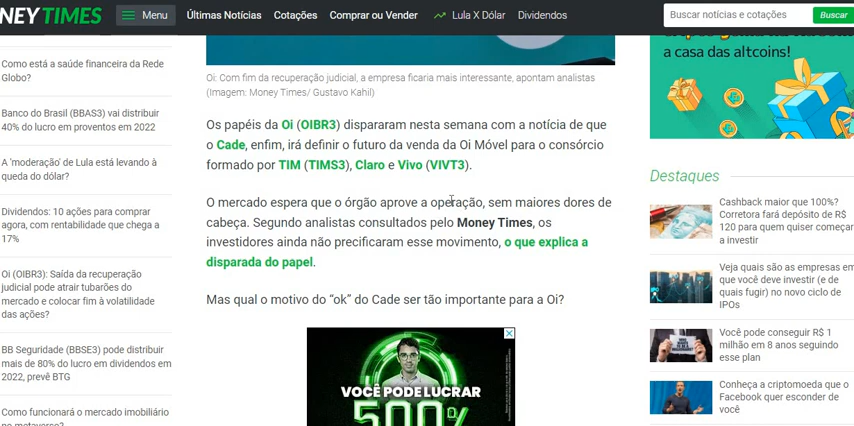 NEY TIMES
Menu
Últimas Notícias
Cotações
Comprar ou Vender
Lula X Dólar
Dividendos
Buscar notícias e cotações
Buscar
Como está a saúde financeira da Rede
Globo?
Banco do Brasil (BBAS3) vai distribuir
40% do lucro em proventos em 2022
A 'moderação' de Lula está levando à
queda do dólar?
Dividendos: 10 ações para comprar
agora, com rentabilidade que chega a
17%
Oi (OIBR3): Saída da recuperação
judicial pode atrair tubarões do
mercado e colocar fim à volatilidade
das ações?
BB Seguridade (BBSE3) pode distribuir
mais de 80% do lucro em dividendos em
2022, prevê BTG
Como funcionará o mercado imobiliário
Oi: Com fim da recuperação judicial, a empresa ficaria mais interessante, apontam analistas
(Imagem: Money Times/ Gustavo Kahil)
Os papéis da Oi (OIBR3) dispararam nesta semana com a notícia de que
o Cade, enfim, irá definir o futuro da venda da Oi Móvel para o consórcio
formado por TIM (TIMS3), Claro e Vivo (VIVT3).
O mercado espera que o órgão aprove a operação, sem maiores dores de
cabeça. Segundo analistas consultados pelo Money Times, os
investidores ainda não precificaram esse movimento, o que explica a
disparada do papel.
Mas qual o motivo do “ok” do Cade ser tão importante para a Oi?
VOCÊ PODE LUCRAR
500%
a casa das altcoins!
Destaques
Cashback maior que 100%?
Corretora fará depósito de R$
120 para quem quiser começar
a investir
Veja quais são as empresas em
que você deve investir (e de
quais fugir) no novo ciclo de
IPOs
Você pode conseguir R$ 1
milhão em 8 anos seguindo
esse plan
Conheça a criptomoeda que o
Facebook quer esconder de
você